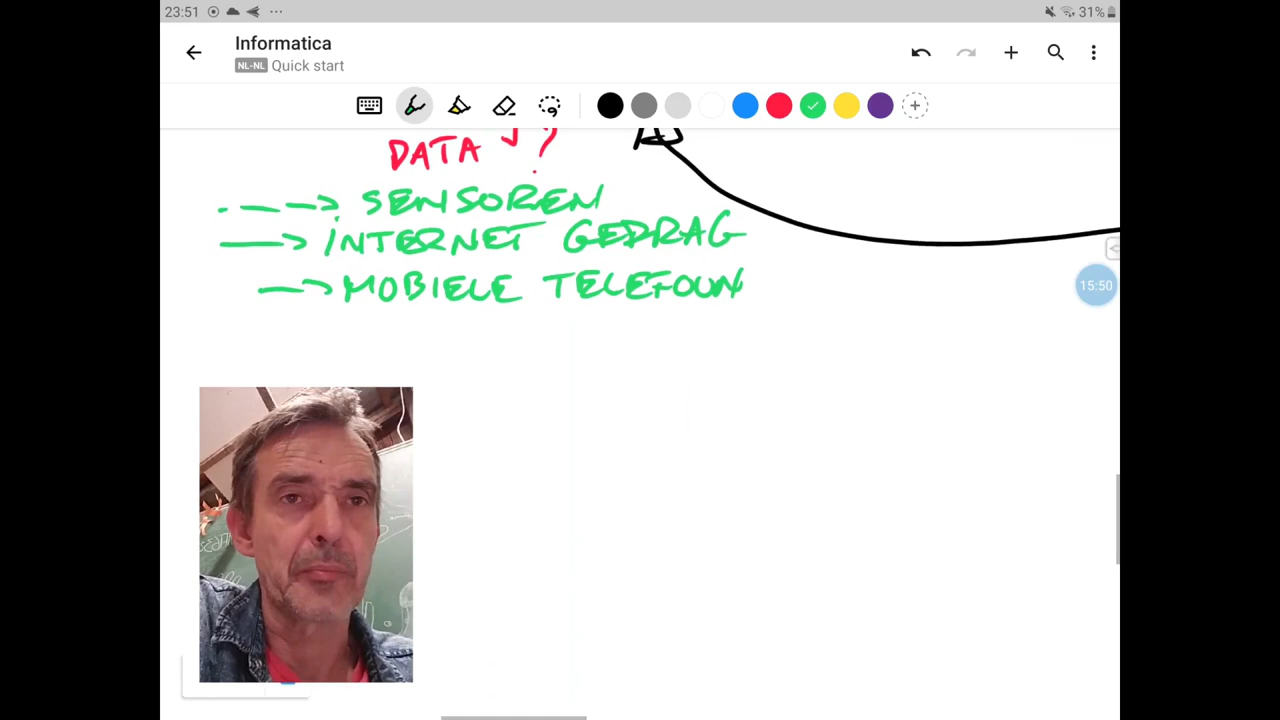 23:51 31%
Informatica
NL-NL Quick start
DATA ?
SENSOREN
INTERNET GEDRAG
MOBIELE TELEFOON
15:50